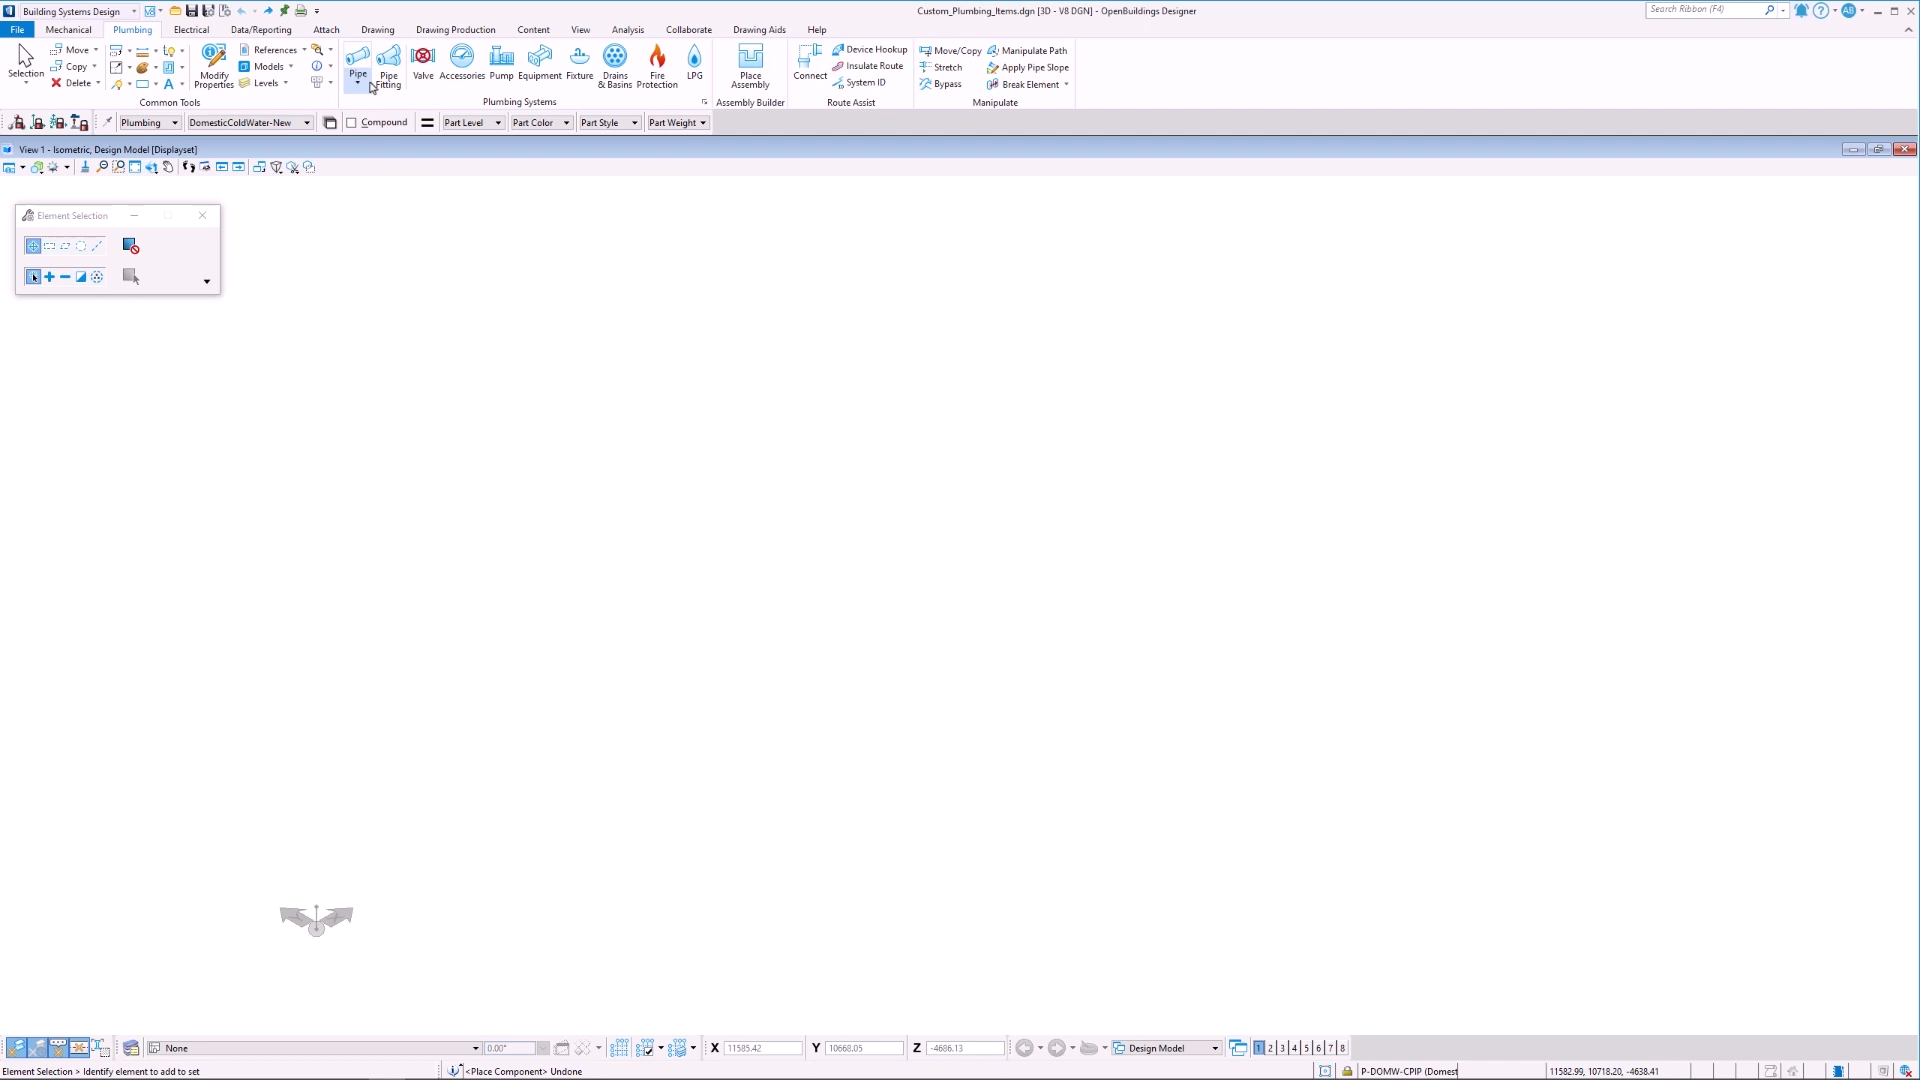 Building Systems Design
Custom_Plumbing_Items.dgn [3D - V8 DGN] - OpenBuildings Designer
Search Ribbon (F4)
AB
File Mechanical Plumbing Electrical Data/Reporting Attach Drawing Drawing Production Content View Analysis Collaborate Drawing Aids Help
Selection
Move
Copy
Delete
Modify Properties
References
Models
Levels
Common Tools
Pipe
Pipe Fitting
Valve
Accessories
Pump
Equipment
Fixture
Drains & Basins
Fire Protection
LPG
Plumbing Systems
Place Assembly
Assembly Builder
Connect
Device Hookup
Insulate Route
System ID
Route Assist
Move/Copy
Stretch
Bypass
Manipulate Path
Apply Pipe Slope
Break Element
Manipulate
Plumbing DomesticColdWater-New Compound Part Level Part Color Part Style Part Weight
View 1 - Isometric, Design Model [Displayset]
Element Selection
None 0.00° X 11585.42 Y 10668.05 Z -4686.13 Design Model 1 2 3 4 5 6 7 8
Element Selection > Identify element to add to set <Place Component> Undone P-DOMW-CPIP (Domest 11582.99, 10718.20, -4638.41